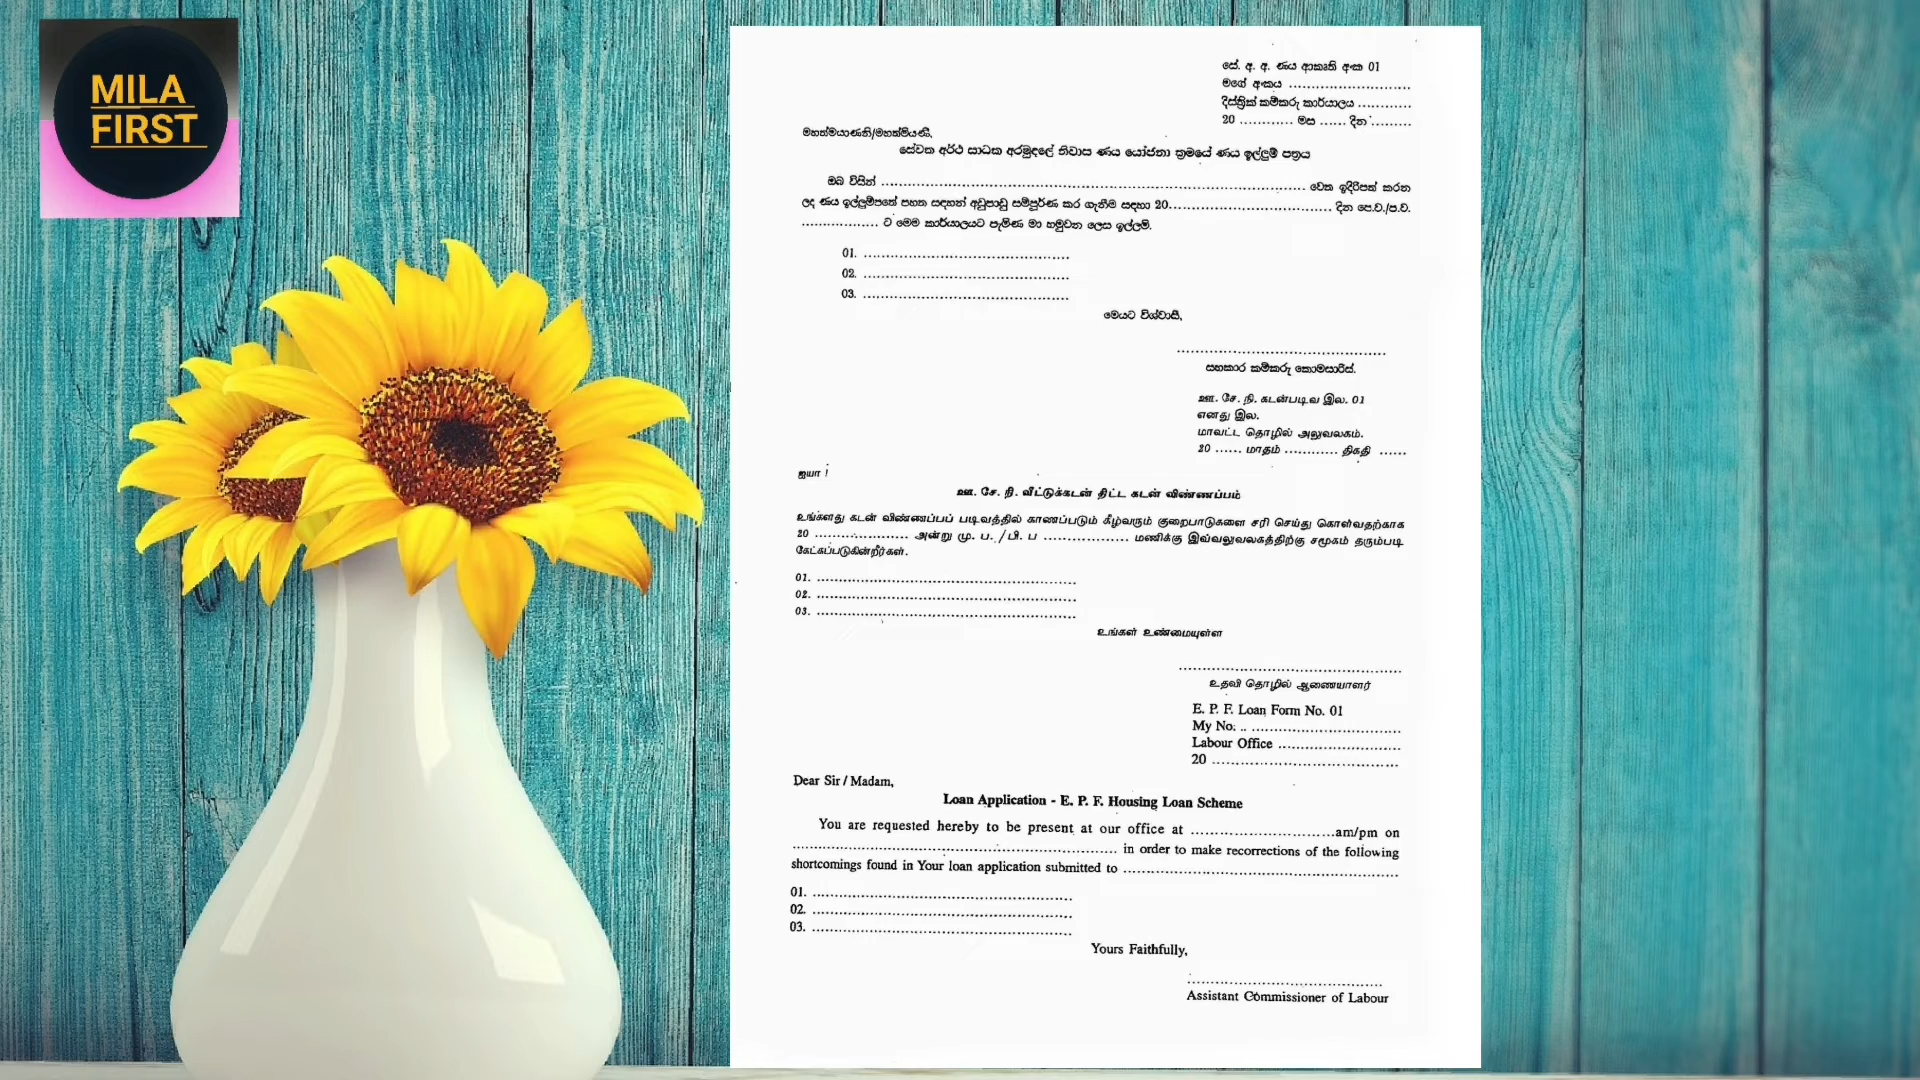 MILA
FIRST
සේ. අ. අ. ණය ආකෘති අංක 01
මගේ අංකය ..........................
දිස්ත්‍රික් කම්කරු කාර්යාලය ............
20 ............ මස ...... දින .........
මහත්මයාණනි/මහත්මියණී,
සේවක අර්ථ සාධක අරමුදලේ නිවාස ණය යෝජනා ක්‍රමයේ ණය ඉල්ලුම් පත්‍රය
ඔබ විසින් .......................................................................................... වෙත ඉදිරිපත් කරන
ලද ණය ඉල්ලුම්පතේ පහත සඳහන් අඩුපාඩු සම්පූර්ණ කර ගැනීම සඳහා 20................................... දින පෙ.ව./ප.ව.
................. ට මෙම කාර්යාලයට පැමිණ මා හමුවන ලෙස ඉල්ලමි.
01. ............................................
02. ............................................
03. ............................................
මෙයට විශ්වාසී,
.............................................
සහකාර කම්කරු කොමසාරිස්.
ஊ. சே. நி. கடன்படிவ இல. 01
எனது இல.
மாவட்ட தொழில் அலுவலகம்.
20 ...... மாதம் ............ திகதி ......
ஐயா !
ஊ. சே. நி. வீட்டுக்கடன் திட்ட கடன் விண்ணப்பம்
உங்களது கடன் விண்ணப்பப் படிவத்தில் காணப்படும் கீழ்வரும் குறைபாடுகளை சரி செய்து கொள்வதற்காக
20 .................... அன்று மு. ப. / பி. ப .................. மணிக்கு இவ்வலுவலகத்திற்கு சமூகம் தரும்படி
கேட்கப்படுகின்றீர்கள்.
01. .......................................................
02. .......................................................
03. .......................................................
உங்கள் உண்மையுள்ள
................................................
உதவி தொழில் ஆணையாளர்
E. P. F. Loan Form No. 01
My No. .. ................................
Labour Office ..........................
20 ........................................
Dear Sir / Madam,
Loan Application - E. P. F. Housing Loan Scheme
You are requested hereby to be present at our office at ..............................am/pm on
..................................................................... in order to make recorrections of the following
shortcomings found in Your loan application submitted to ...........................................................
01. .......................................................
02. .......................................................
03. .......................................................
Yours Faithfully,
..........................................
Assistant Commissioner of Labour